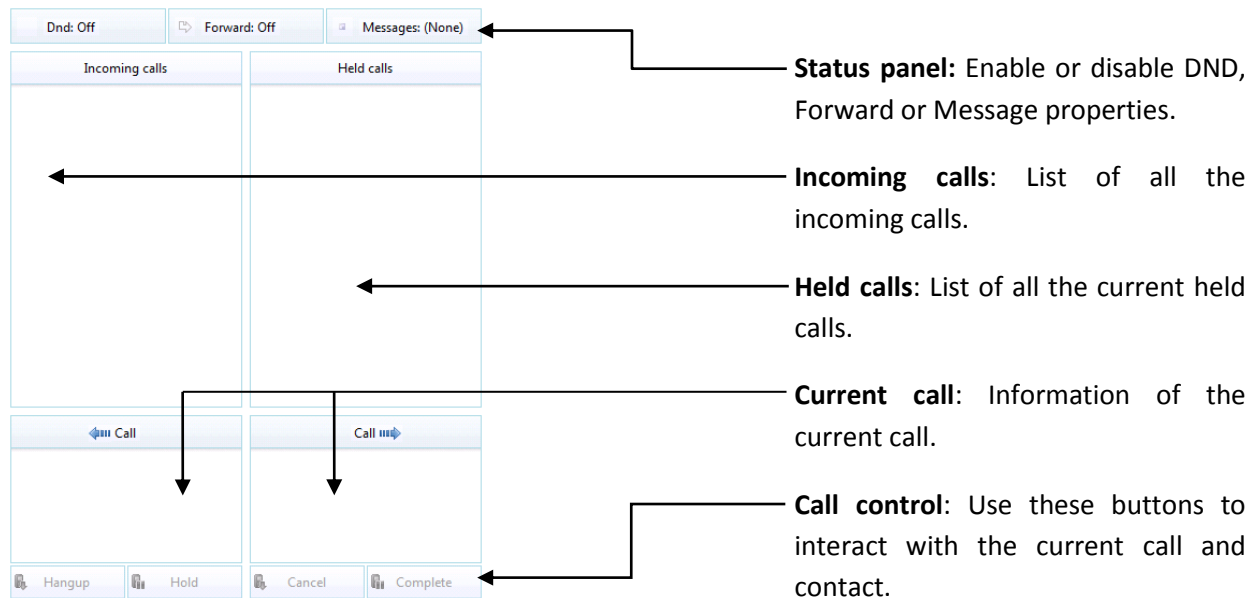 Dnd: Off Forward: Off Messages: (None)
Incoming calls Held calls
Status panel: Enable or disable DND,
Forward or Message properties.
Incoming calls: List of all the
incoming calls.
Held calls: List of all the current held
calls.
Current call: Information of the
current call.
Call Call
Call control: Use these buttons to
interact with the current call and
contact.
Hangup Hold Cancel Complete